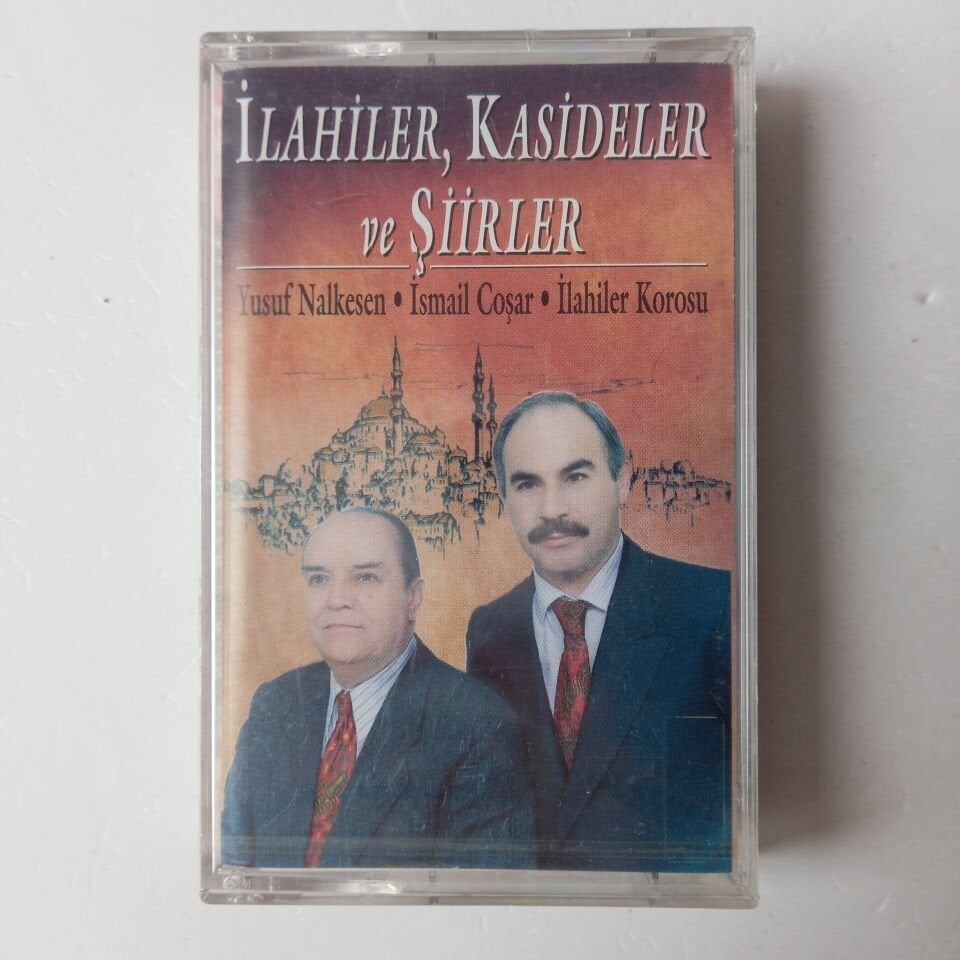 İLAHİLER, KASİDELER
ve ŞİİRLER
Yusuf Nalkesen • İsmail Coşar • İlahiler Korosu